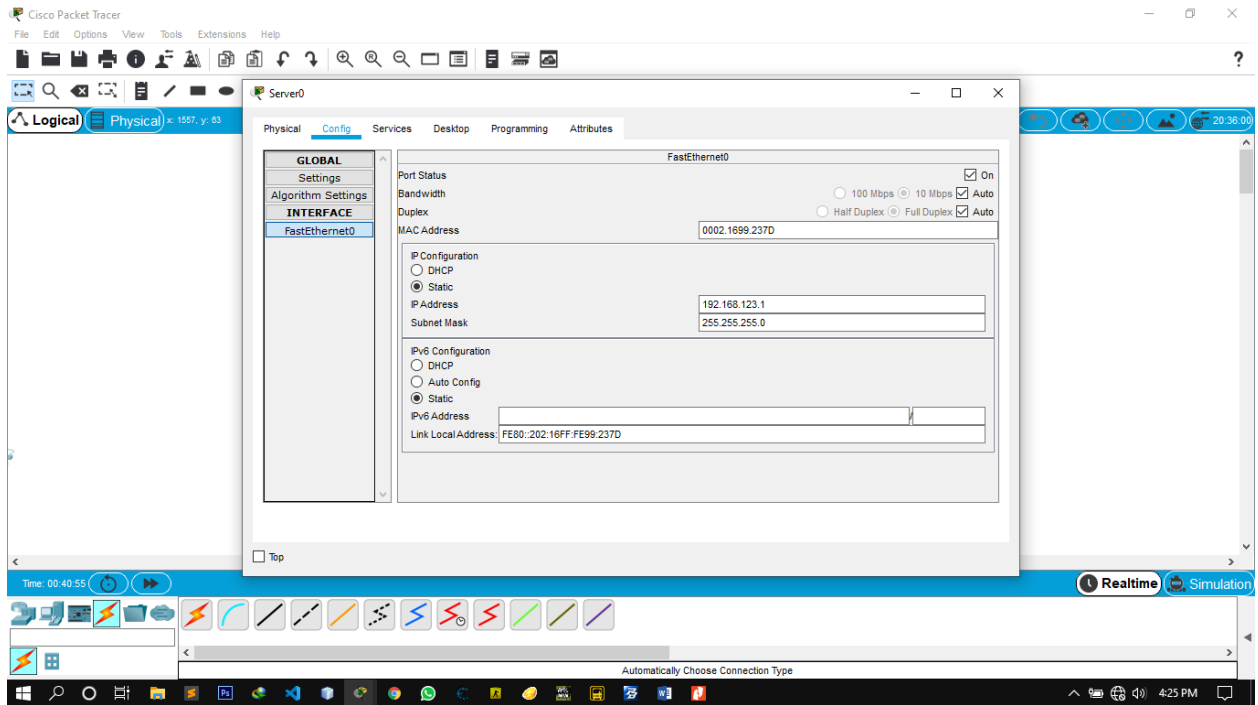 Cisco Packet Tracer
File Edit Options View Tools Extensions Help
?
Server0
Logical Physical x: 1557, y: 63 20:36:00
Physical Config Services Desktop Programming Attributes
GLOBAL
Settings
Algorithm Settings
INTERFACE
FastEthernet0
FastEthernet0
Port Status On
Bandwidth 100 Mbps 10 Mbps Auto
Duplex Half Duplex Full Duplex Auto
MAC Address 0002.1699.237D
IP Configuration
DHCP
Static
IP Address 192.168.123.1
Subnet Mask 255.255.255.0
IPv6 Configuration
DHCP
Auto Config
Static
IPv6 Address /
Link Local Address: FE80::202:16FF:FE99:237D
Top
Time: 00:40:55 Realtime Simulation
Automatically Choose Connection Type
4:25 PM